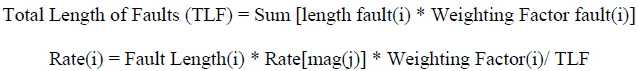 Total Length of Faults (TLF) = Sum [length fault(i) * Weighting Factor fault(i)]
Rate(i) = Fault Length(i) * Rate[mag(j)] * Weighting Factor(i)/ TLF